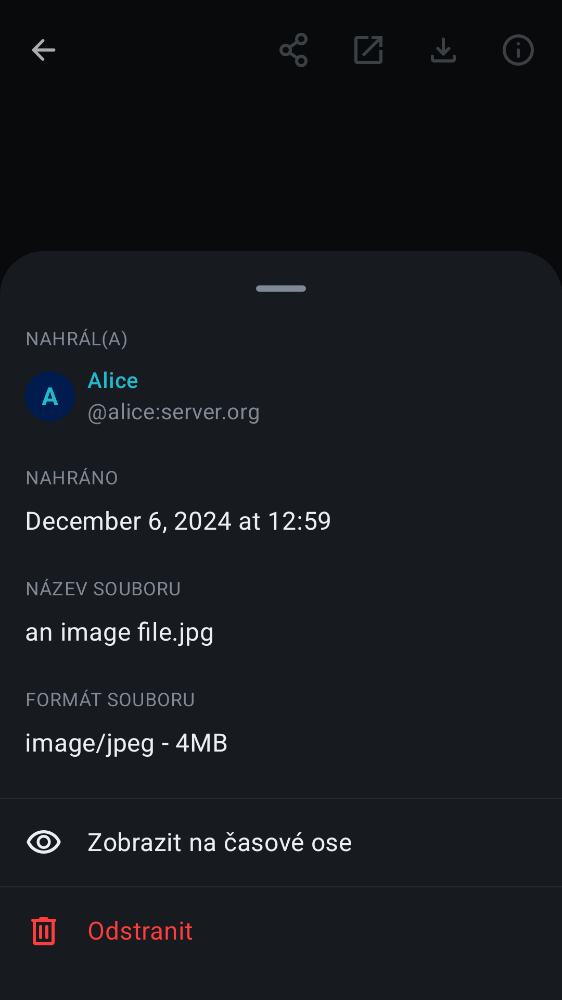 NAHRÁL(A)
A
Alice
@alice:server.org
NAHRÁNO
December 6, 2024 at 12:59
NÁZEV SOUBORU
an image file.jpg
FORMÁT SOUBORU
image/jpeg - 4MB
Zobrazit na časové ose
Odstranit